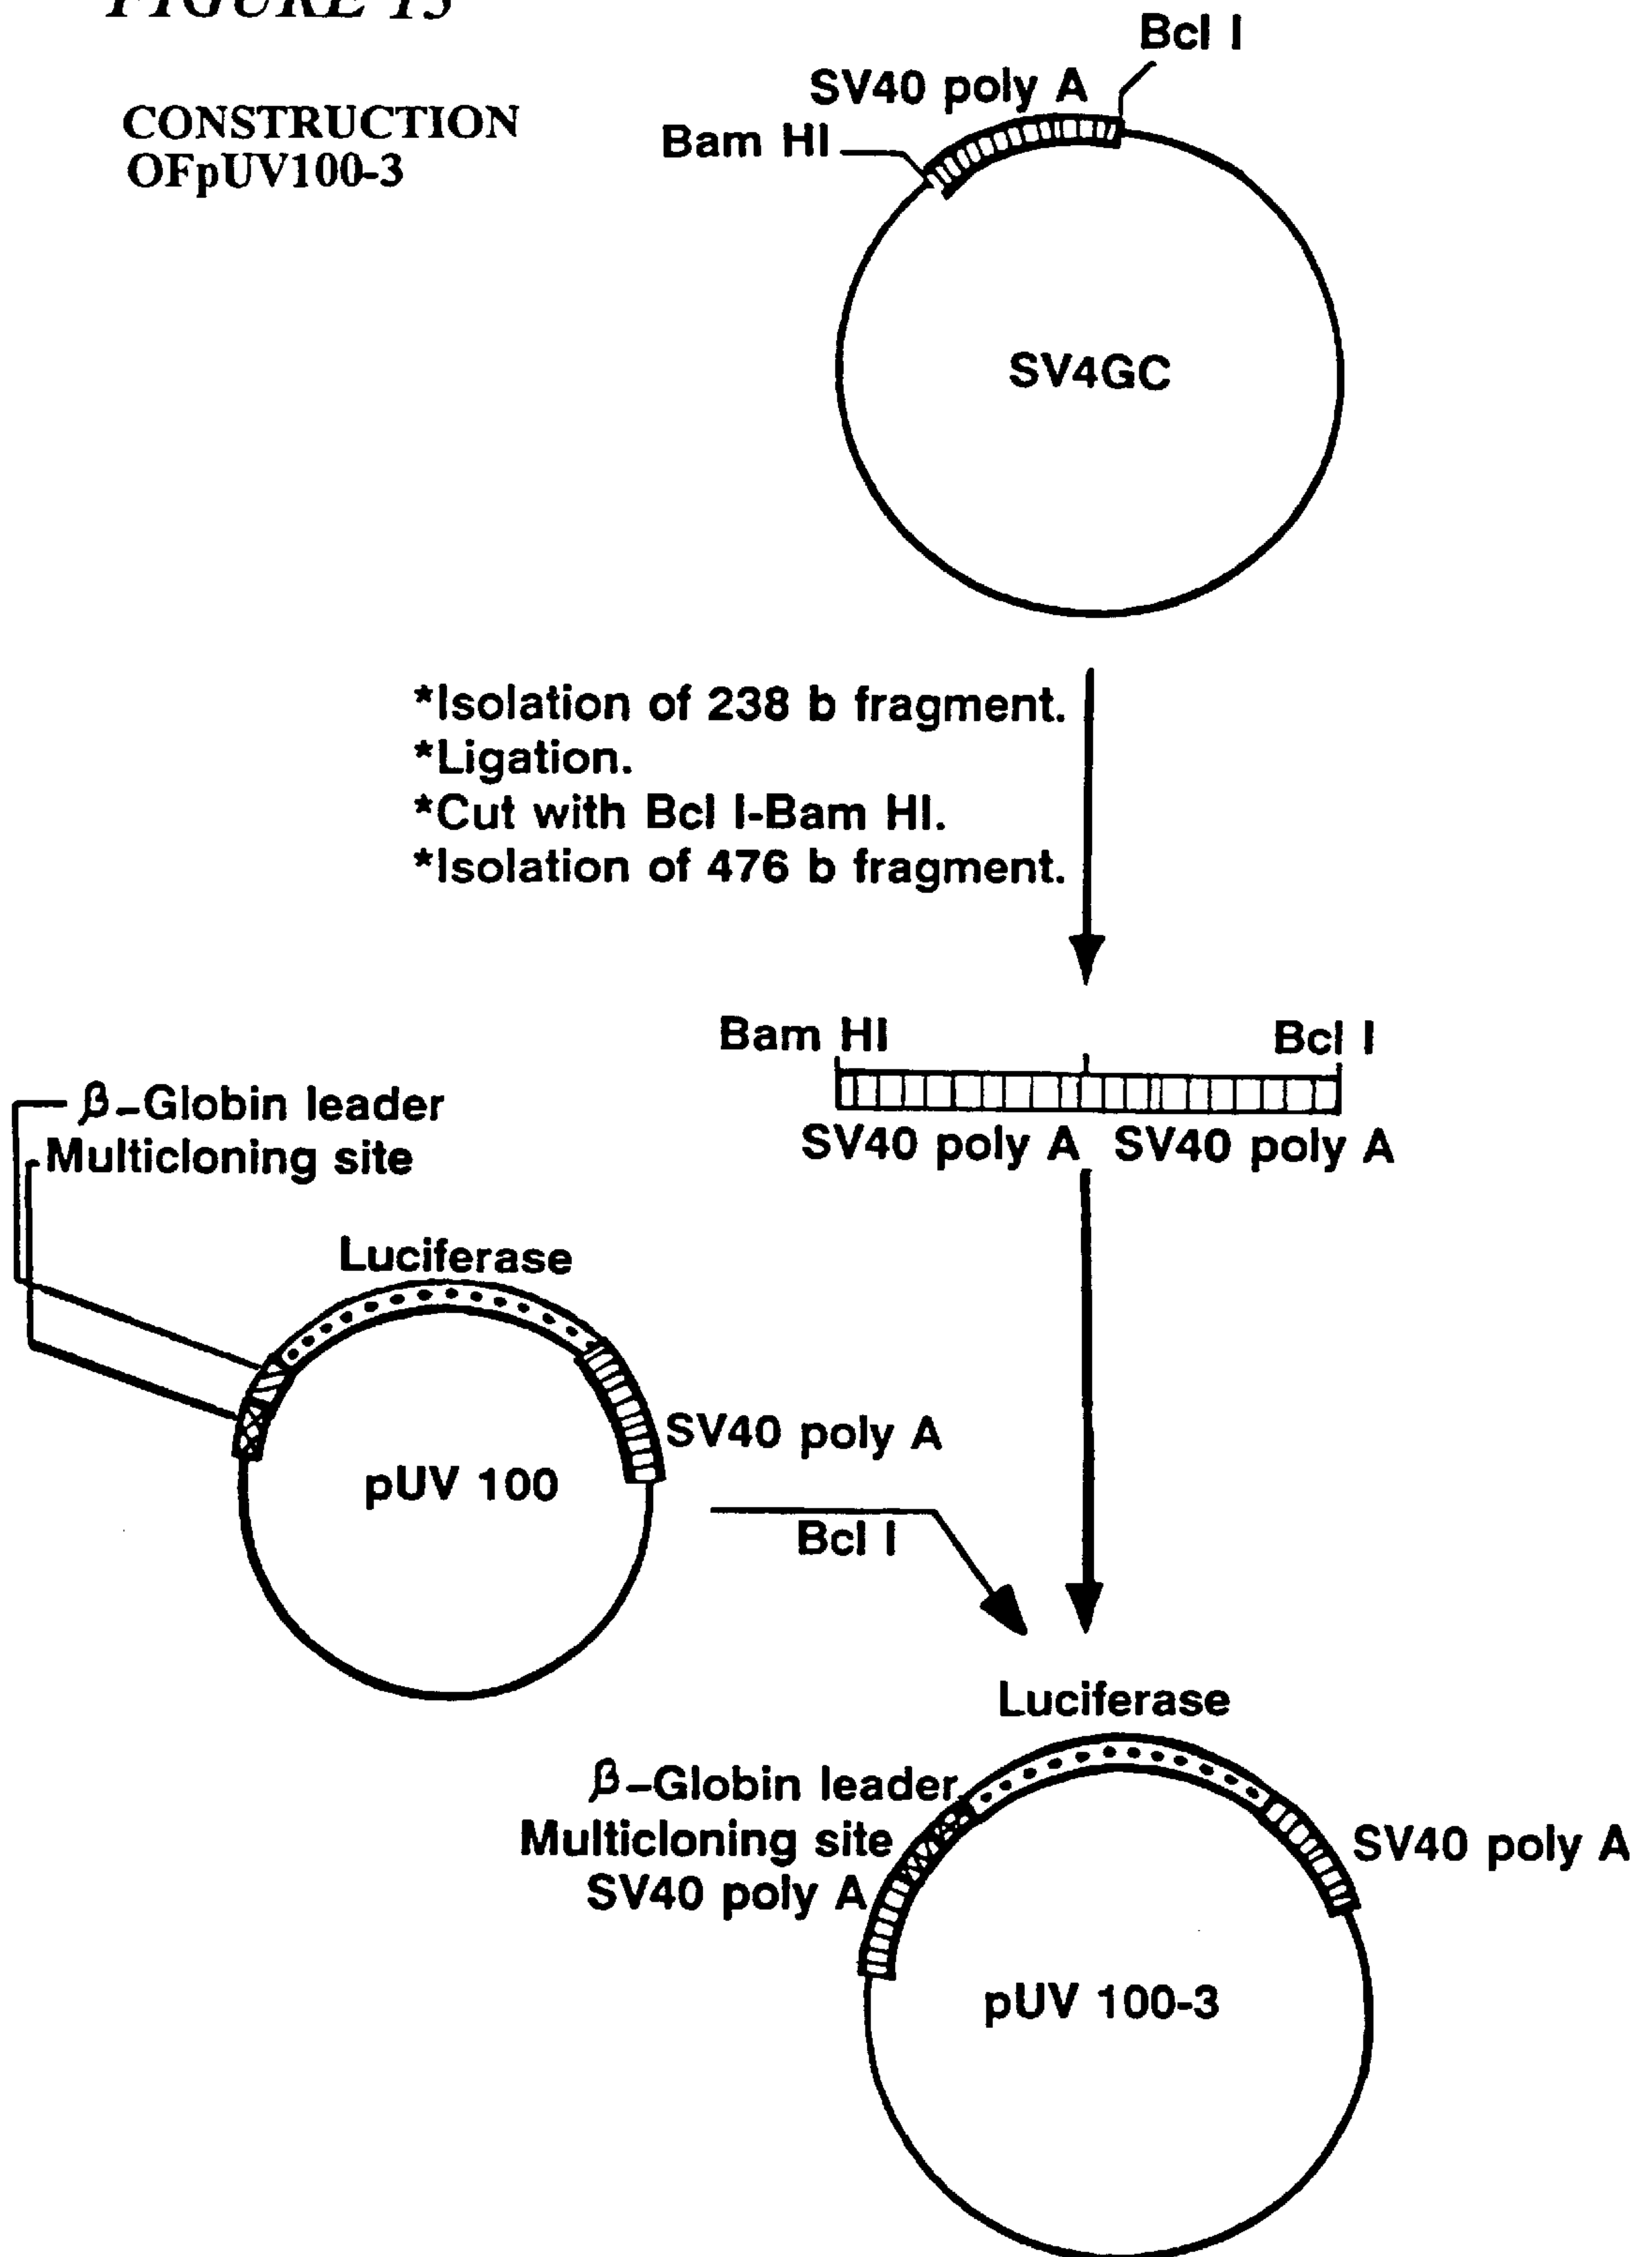 FIGURE 13
CONSTRUCTION
OFpUV100-3
Bcl I
SV40 poly A
Bam HI
SV4GC
*Isolation of 238 b fragment.
*Ligation.
*Cut with Bcl I-Bam HI.
*Isolation of 476 b fragment.
Bam HI
Bcl I
SV40 poly A SV40 poly A
β-Globin leader
Multicloning site
Luciferase
SV40 poly A
pUV 100
Bcl I
Luciferase
β-Globin leader
Multicloning site
SV40 poly A
SV40 poly A
pUV 100-3